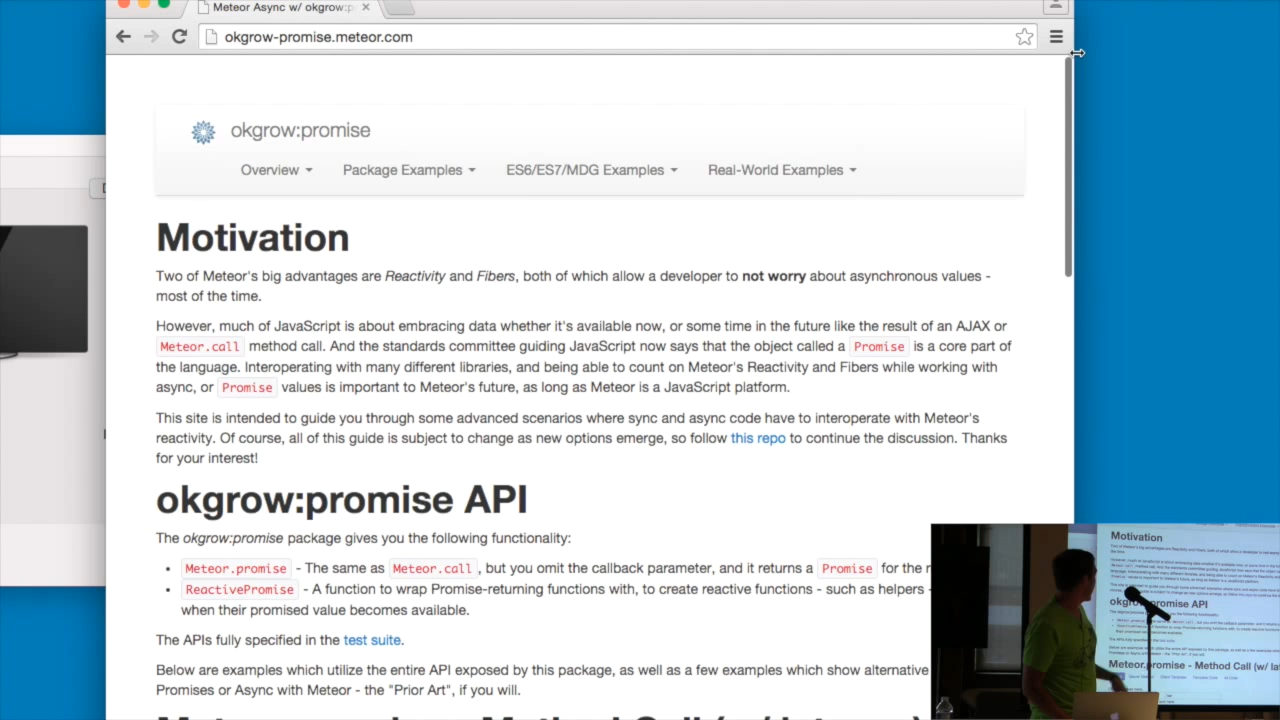 Meteor Async w/ okgrow:p
okgrow-promise.meteor.com
okgrow:promise
Overview
Package Examples
ES6/ES7/MDG Examples
Real-World Examples
Motivation
Two of Meteor's big advantages are Reactivity and Fibers, both of which allow a developer to not worry about asynchronous values -
most of the time.
However, much of JavaScript is about embracing data whether it's available now, or some time in the future like the result of an AJAX or
Meteor.call method call. And the standards committee guiding JavaScript now says that the object called a Promise is a core part of
the language. Interoperating with many different libraries, and being able to count on Meteor's Reactivity and Fibers while working with
async, or Promise values is important to Meteor's future, as long as Meteor is a JavaScript platform.
This site is intended to guide you through some advanced scenarios where sync and async code have to interoperate with Meteor's
reactivity. Of course, all of this guide is subject to change as new options emerge, so follow this repo to continue the discussion. Thanks
for your interest!
okgrow:promise API
The okgrow:promise package gives you the following functionality:
• Meteor.promise - The same as Meteor.call, but you omit the callback parameter, and it returns a Promise for the r
• ReactivePromise - A function to wrap Promise-returning functions with, to create reactive functions - such as helpers -
when their promised value becomes available.
The APIs fully specified in the test suite.
Below are examples which utilize the entire API exposed by this package, as well as a few examples which show alternative
Promises or Async with Meteor - the "Prior Art", if you will.
Motivation
promise API
Meteor.promise - Method Call (w/ la